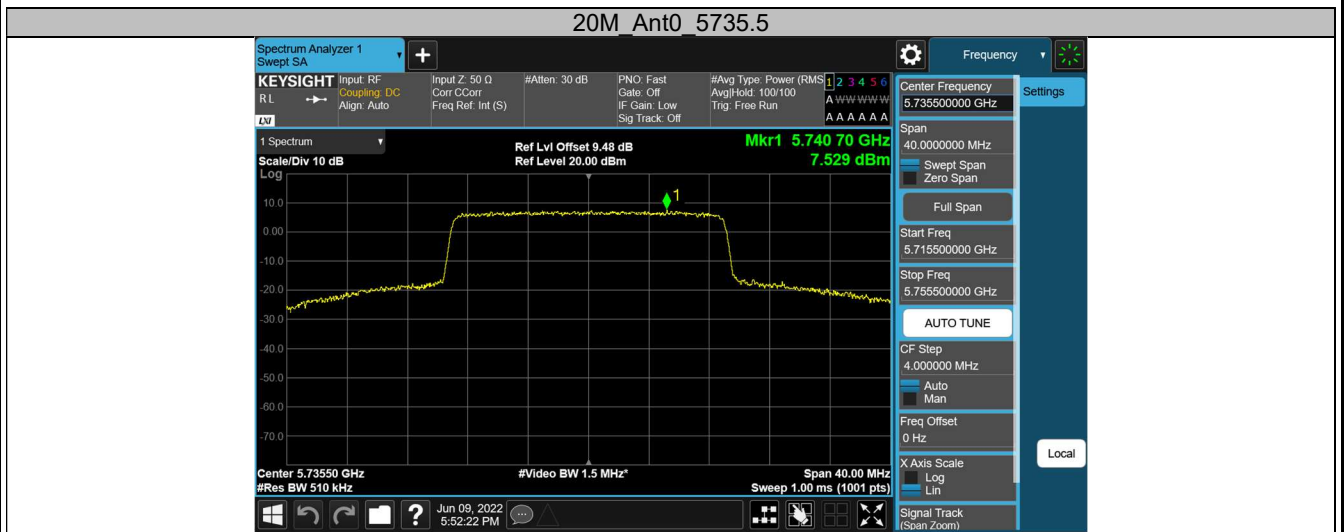 20M_Ant0_5735.5
Spectrum Analyzer 1
Swept SA
+
Frequency
KEYSIGHT
RL
LXI
Input: RF
Coupling: DC
Align: Auto
Input Z: 50 Ω
Corr CCorr
Freq Ref: Int (S)
#Atten: 30 dB
PNO: Fast
Gate: Off
IF Gain: Low
Sig Track: Off
#Avg Type: Power (RMS
Avg|Hold: 100/100
Trig: Free Run
1 2 3 4 5 6
A W W W W W
A A A A A A
Center Frequency
5.735500000 GHz
Settings
Span
40.0000000 MHz
Swept Span
Zero Span
Full Span
Start Freq
5.715500000 GHz
Stop Freq
5.755500000 GHz
AUTO TUNE
CF Step
4.000000 MHz
Auto
Man
Freq Offset
0 Hz
X Axis Scale
Log
Lin
Signal Track
(Span Zoom)
Local
1 Spectrum
Scale/Div 10 dB
Log
Ref Lvl Offset 9.48 dB
Ref Level 20.00 dBm
Mkr1 5.740 70 GHz
7.529 dBm
1
10.0
0.00
-10.0
-20.0
-30.0
-40.0
-50.0
-60.0
-70.0
Center 5.73550 GHz
#Res BW 510 kHz
#Video BW 1.5 MHz*
Span 40.00 MHz
Sweep 1.00 ms (1001 pts)
?
Jun 09, 2022
5:52:22 PM